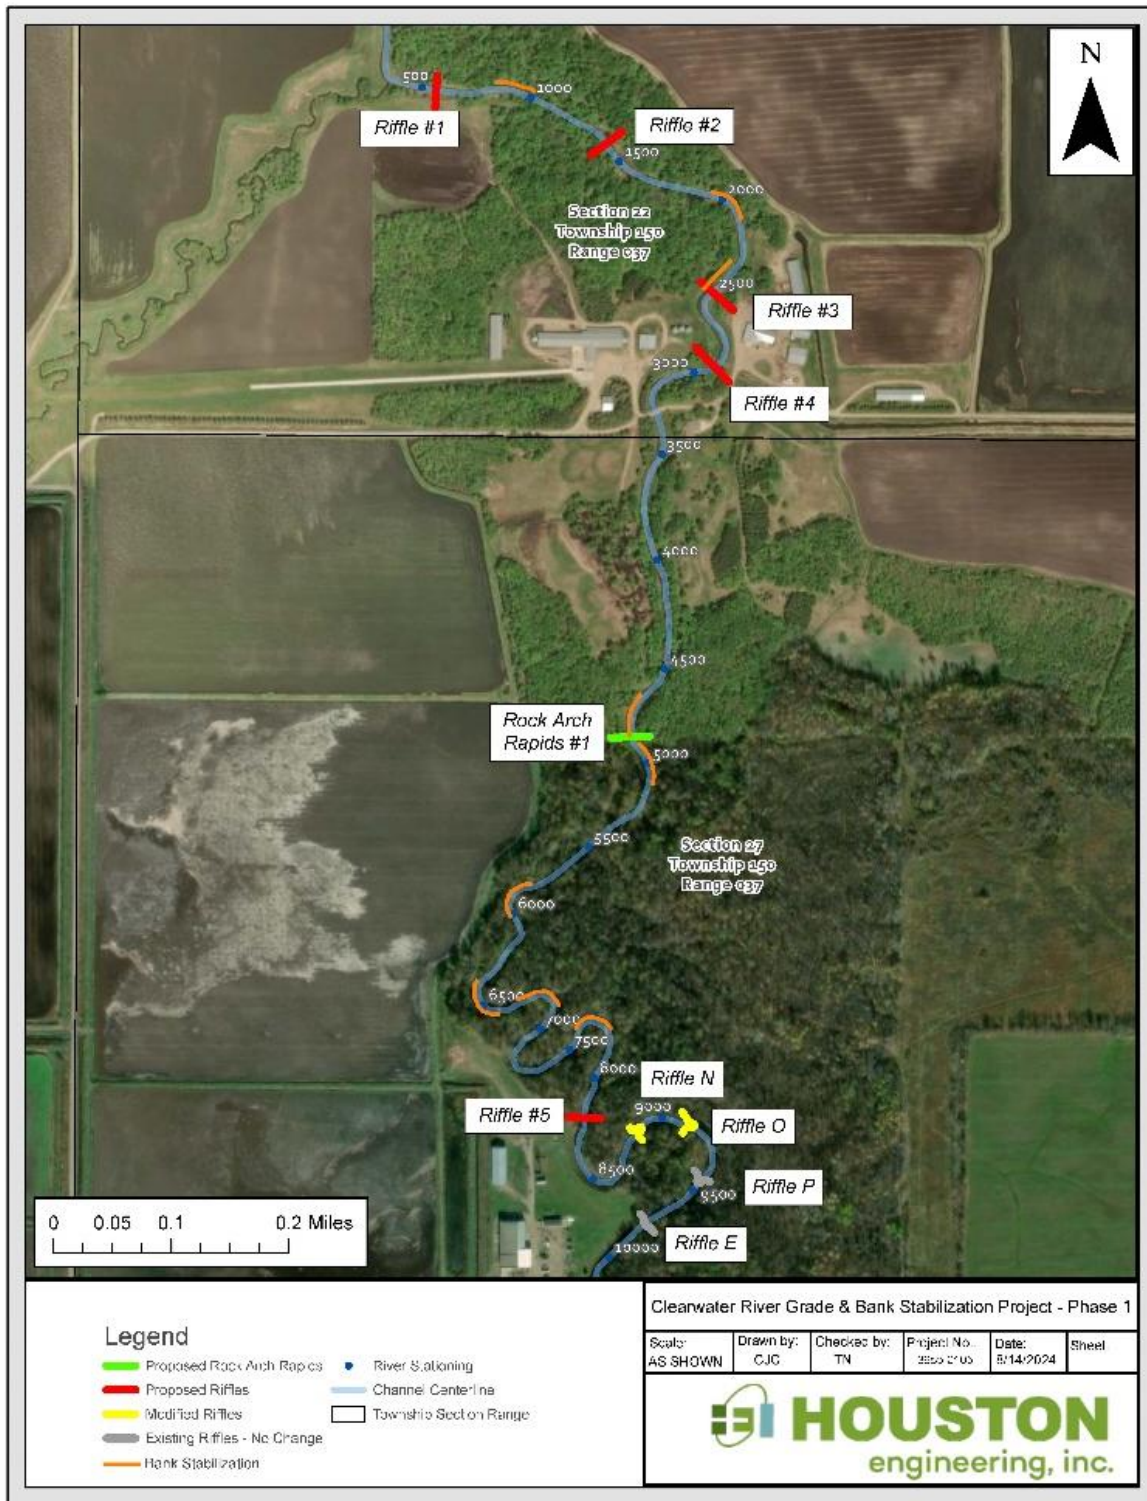 N
500
1000
Riffle #1
Riffle #2
1500
2000
Section 22
Township 150
Range 037
2500
Riffle #3
3000
Riffle #4
3500
4000
4500
Rock Arch
Rapids #1
5000
5500
Section 27
Township 150
Range 037
6000
6500
7000
7500
8000
Riffle N
Riffle #5
9000
Riffle O
8500
Riffle P
9500
Riffle E
10000
0 0.05 0.1 0.2 Miles
Clearwater River Grade & Bank Stabilization Project - Phase 1
Legend
Proposed Rock Arch Rapids
Proposed Riffles
Modified Riffles
Existing Riffles - No Change
Bank Stabilization
River Stationing
Channel Centerline
Township Section Range
Scale:
AS SHOWN
Drawn by:
CJC
Checked by:
TN
Project No.:
Date:
8/14/2024
Sheet
HOUSTON
engineering, inc.